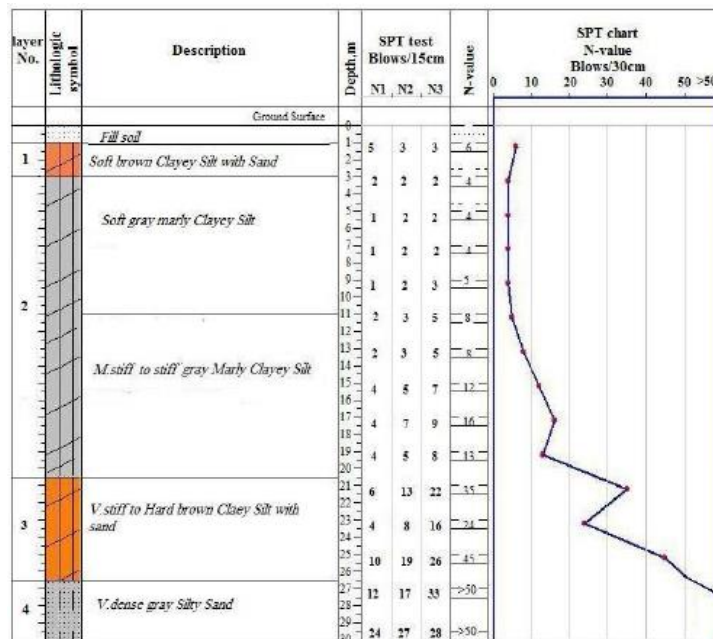 layer No.
Lithologic symbol
Description
Depth,m
SPT test
Blows/15cm
N1 N2 N3
N-value
SPT chart
N-value
Blows/30cm
0 10 20 30 40 50 >50
Ground Surface
0
Fill soil
1 5 3 3 6
1
Soft brown Clayey Silt with Sand
2
3 2 2 2 4
4
Soft gray marly Clayey Silt
5 1 2 2 4
6
7 1 2 2 4
8
9 1 2 3 5
10
2
11 2 3 5 8
12
13 2 3 5 8
14
M.stiff to stiff gray Marly Clayey Silt
15 4 5 7 12
16
17 4 7 9 16
18
19 4 5 8 13
20
21 6 13 22 35
22
V.stiff to Hard brown Claey Silt with
sand
3
23 4 8 16 24
24
25 10 19 26 45
26
27 12 17 33 >50
V.dense gray Silty Sand
4
28
29 24 27 28 >50